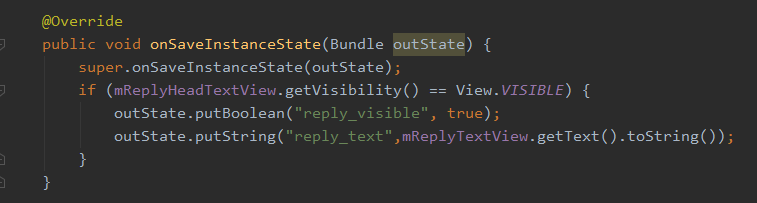 @Override
public void onSaveInstanceState(Bundle outState) {
super.onSaveInstanceState(outState);
if (mReplyHeadTextView.getVisibility() == View.VISIBLE) {
outState.putBoolean("reply_visible", true);
outState.putString("reply_text",mReplyTextView.getText().toString());
}
}